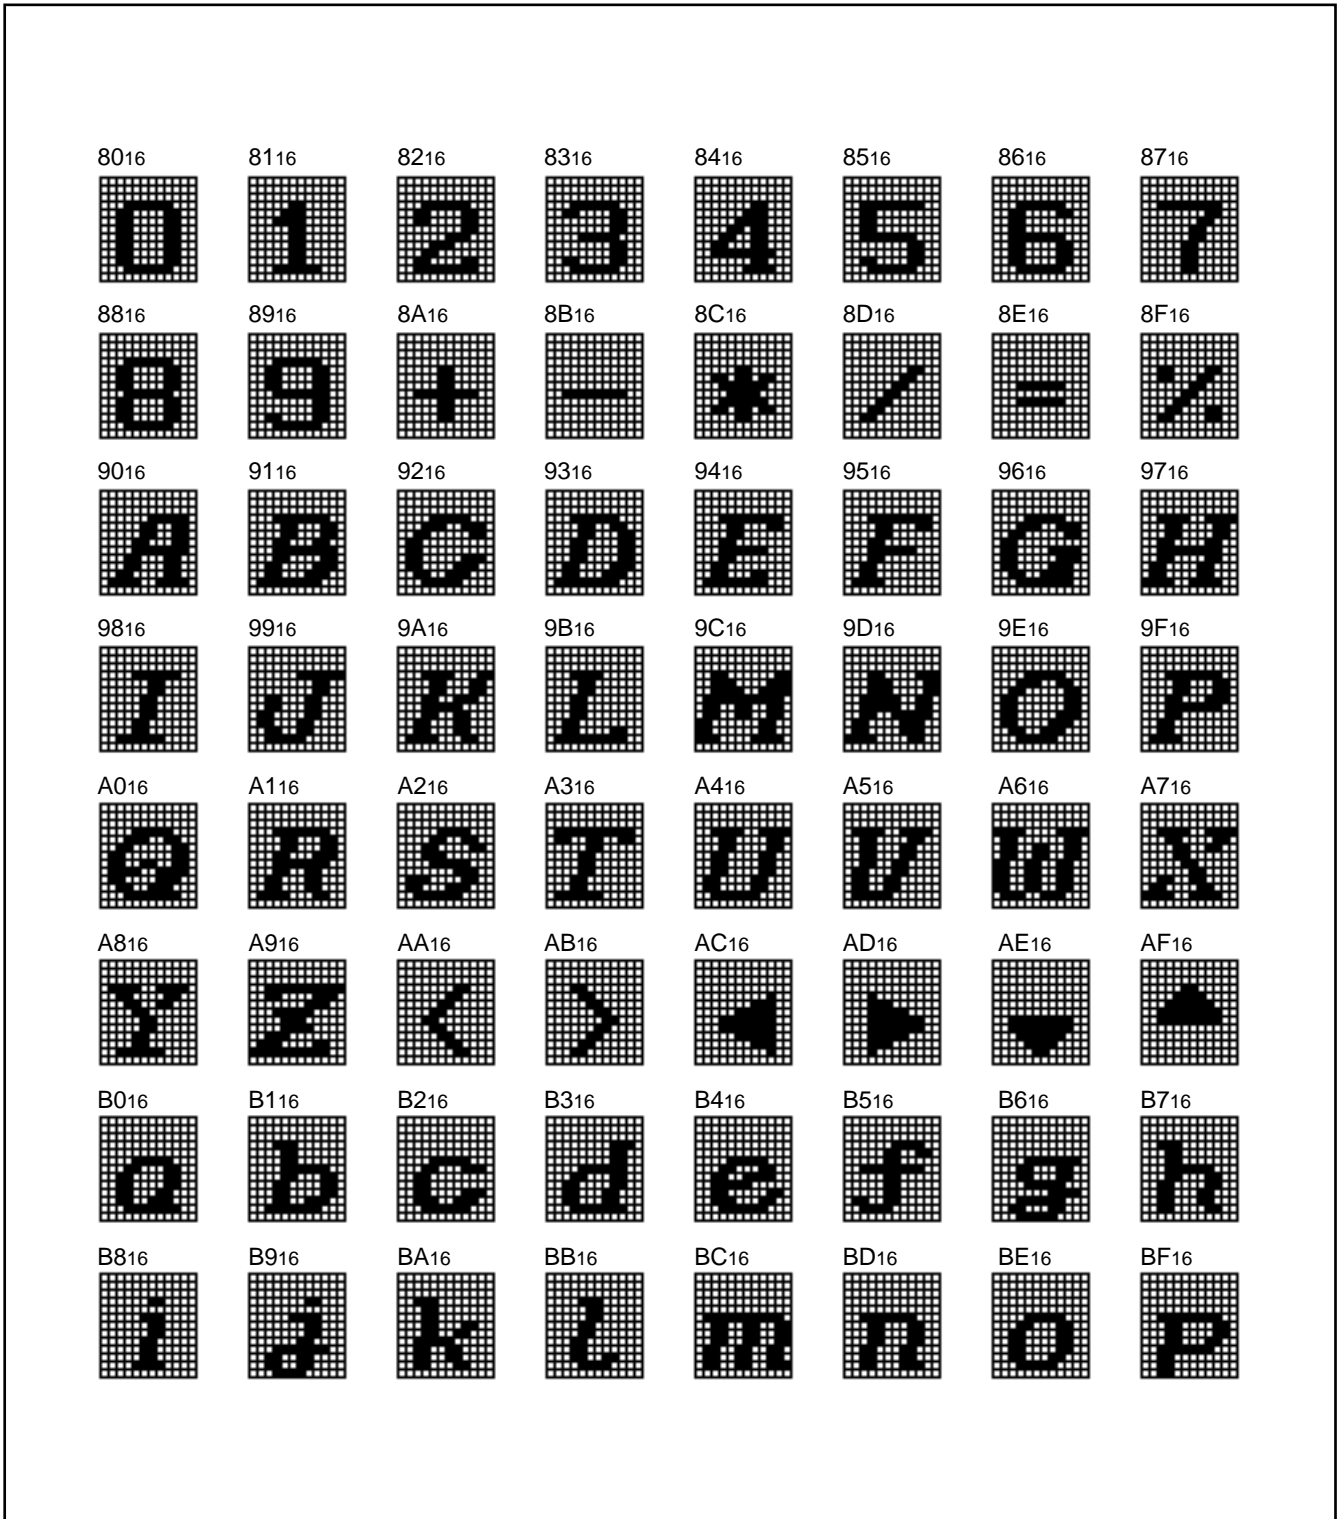 8016 8116 8216 8316 8416 8516 8616 8716
0 1 2 3 4 5 6 7
8816 8916 8A16 8B16 8C16 8D16 8E16 8F16
8 9 + − * / = %
9016 9116 9216 9316 9416 9516 9616 9716
A B C D E F G H
9816 9916 9A16 9B16 9C16 9D16 9E16 9F16
I J K L M N O P
A016 A116 A216 A316 A416 A516 A616 A716
Q R S T U V W X
A816 A916 AA16 AB16 AC16 AD16 AE16 AF16
Y Z < > ◀ ▶ ▼ ▲
B016 B116 B216 B316 B416 B516 B616 B716
a b c d e f g h
B816 B916 BA16 BB16 BC16 BD16 BE16 BF16
i j k l m n o p